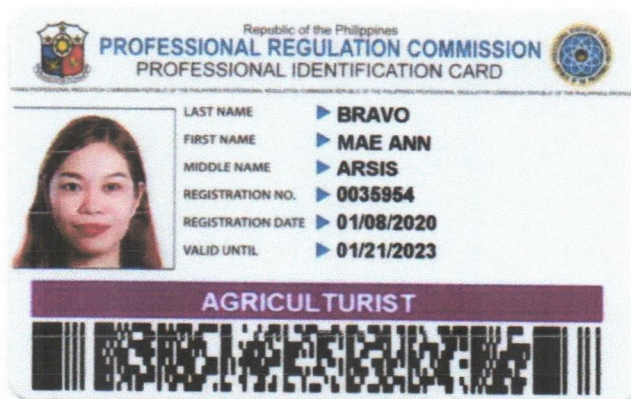 Republic of the Philippines
PROFESSIONAL REGULATION COMMISSION
PROFESSIONAL IDENTIFICATION CARD
LAST NAME BRAVO
FIRST NAME MAE ANN
MIDDLE NAME ARSIS
REGISTRATION NO. 0035954
REGISTRATION DATE 01/08/2020
VALID UNTIL 01/21/2023
AGRICULTURIST